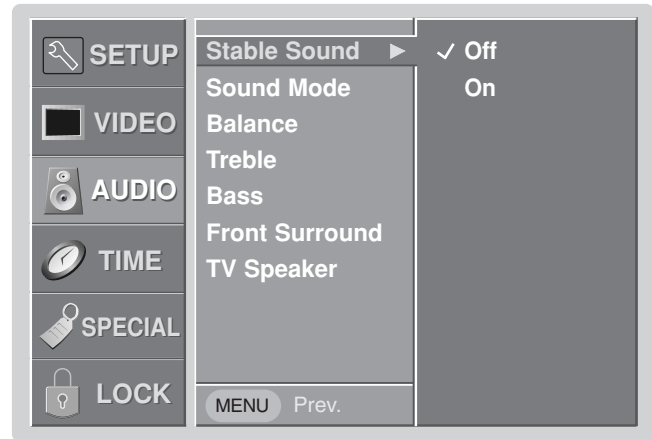 SETUP
VIDEO
AUDIO
TIME
SPECIAL
LOCK
Stable Sound ►
Sound Mode
Balance
Treble
Bass
Front Surround
TV Speaker
MENU Prev.
✓ Off
On